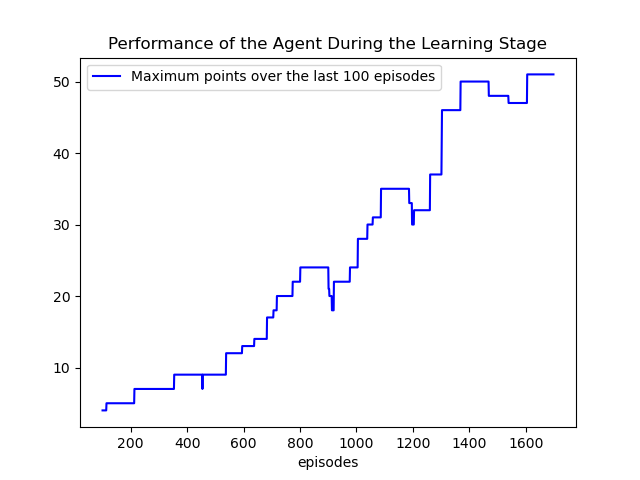 Performance of the Agent During the Learning Stage
Maximum points over the last 100 episodes
50
40
30
20
10
200 400 600 800 1000 1200 1400 1600
episodes